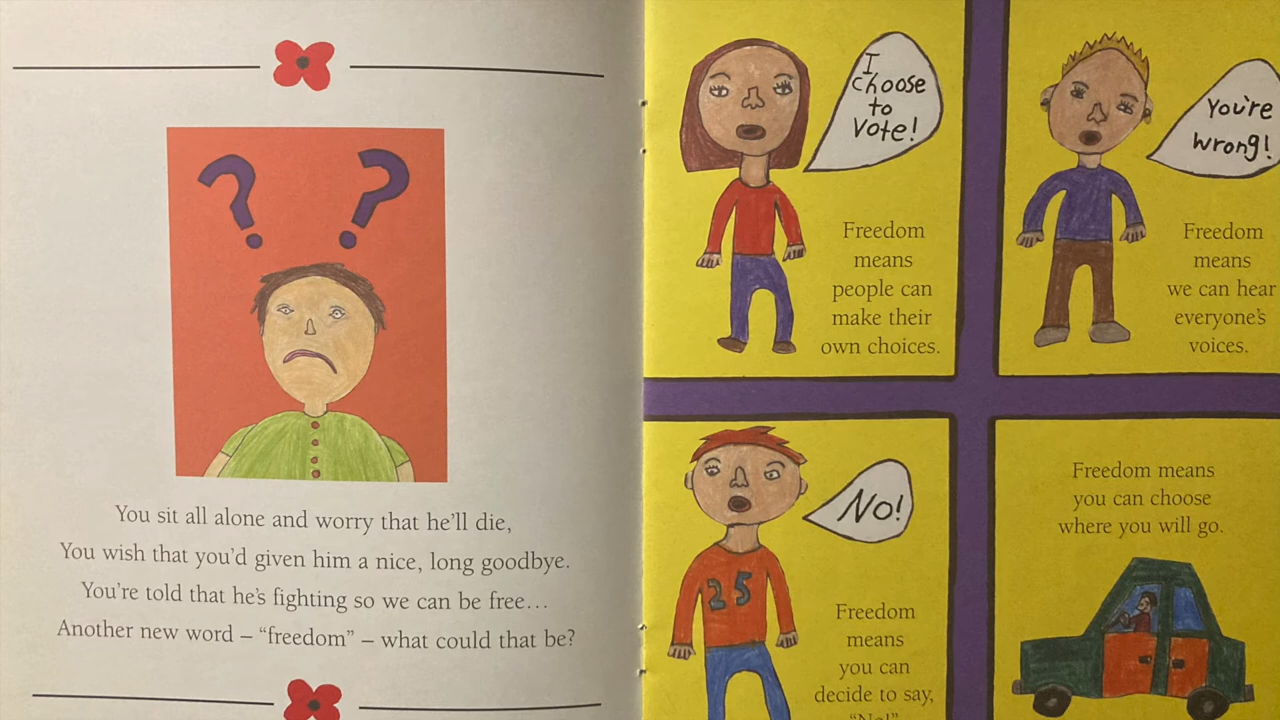 ?
?
You sit all alone and worry that he'll die,
You wish that you'd given him a nice, long goodbye.
You're told that he's fighting so we can be free…
Another new word – “freedom” – what could that be?
I
choose
to
vote!
Freedom
means
people can
make their
own choices.
You're
wrong!
Freedom
means
we can hear
everyone's
voices.
No!
25
Freedom
means
you can
decide to say,
“No!”
Freedom means
you can choose
where you will go.